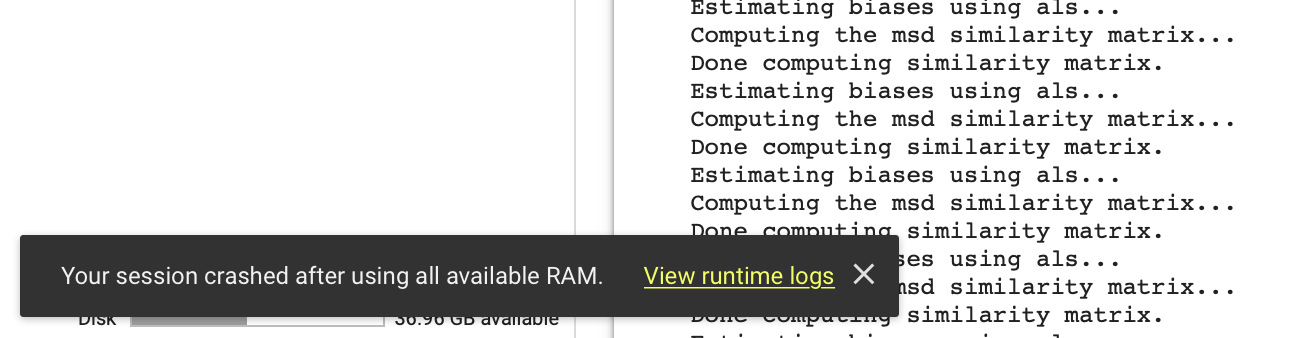 Estimating biases using als...
Computing the msd similarity matrix...
Done computing similarity matrix.
Estimating biases using als...
Computing the msd similarity matrix...
Done computing similarity matrix.
Estimating biases using als...
Computing the msd similarity matrix...
Done computing similarity matrix.
ses using als...
msd similarity matrix...
Done computing similarity matrix.
Your session crashed after using all available RAM. View runtime logs
Disk 36.96 GB available